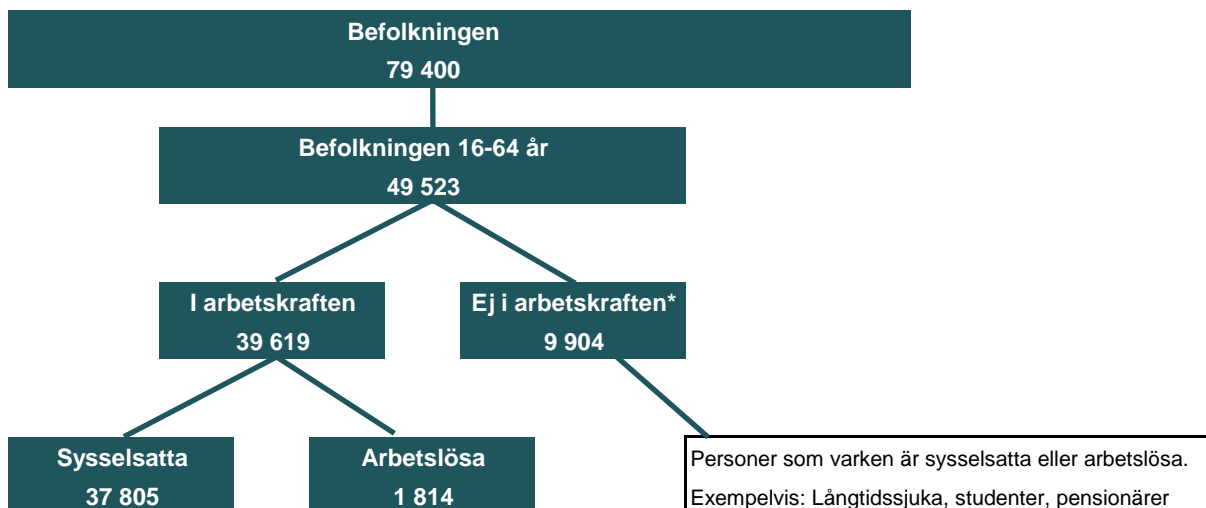 Befolkningen
79 400
Befolkningen 16-64 år
49 523
I arbetskraften
39 619
Ej i arbetskraften*
9 904
Sysselsatta
37 805
Arbetslösa
1 814
Personer som varken är sysselsatta eller arbetslösa.
Exempelvis: Långtidssjuka, studenter, pensionärer